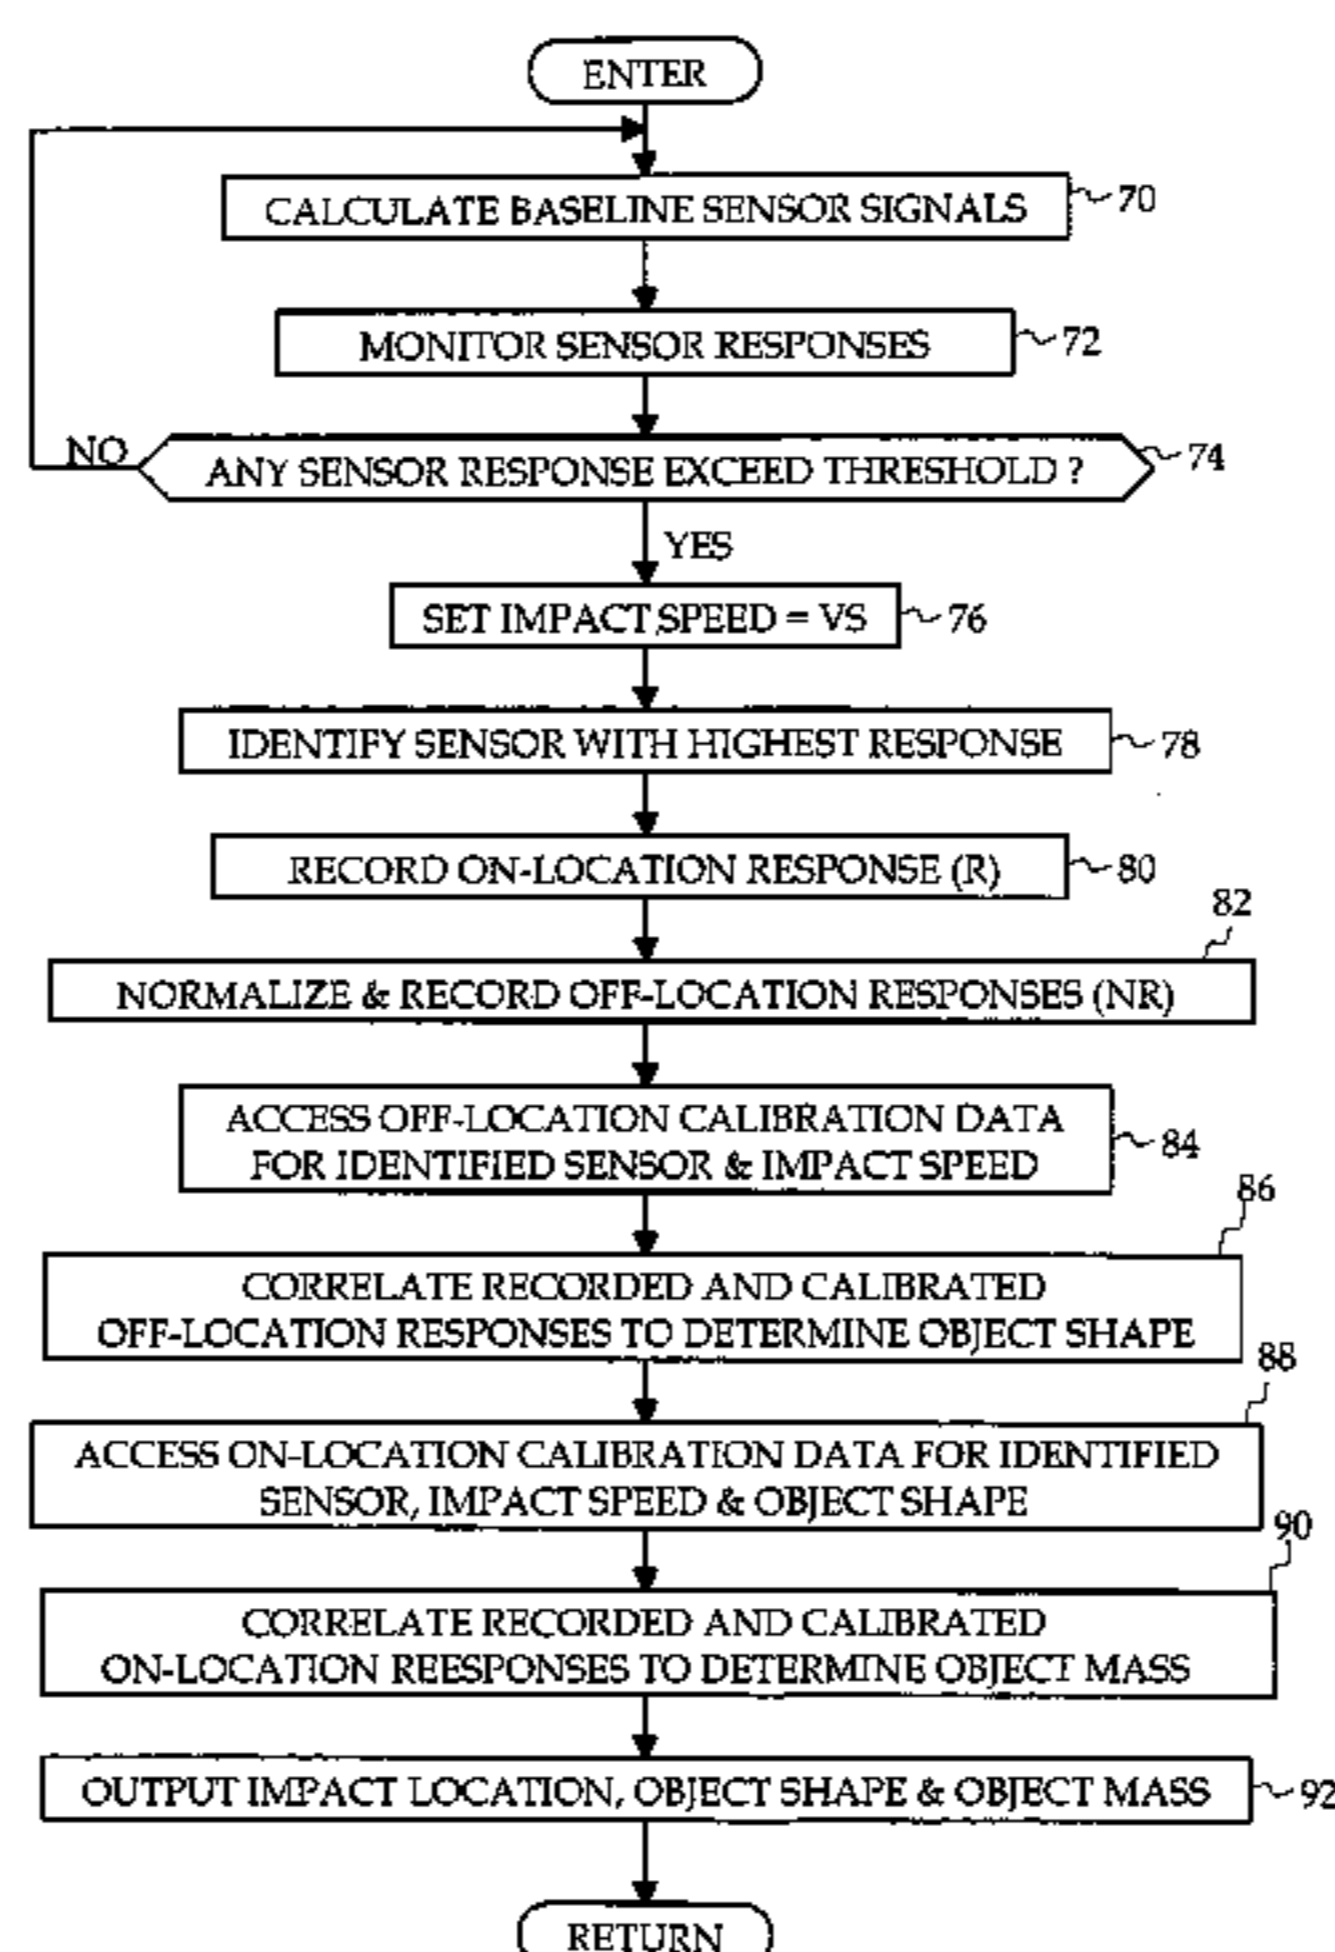 ENTER
CALCULATE BASELINE SENSOR SIGNALS
70
MONITOR SENSOR RESPONSES
72
NO
ANY SENSOR RESPONSE EXCEED THRESHOLD ?
74
YES
SET IMPACT SPEED = VS
76
IDENTIFY SENSOR WITH HIGHEST RESPONSE
78
RECORD ON-LOCATION RESPONSE (R)
80
82
NORMALIZE & RECORD OFF-LOCATION RESPONSES (NR)
ACCESS OFF-LOCATION CALIBRATION DATA
FOR IDENTIFIED SENSOR & IMPACT SPEED
84
86
CORRELATE RECORDED AND CALIBRATED
OFF-LOCATION RESPONSES TO DETERMINE OBJECT SHAPE
88
ACCESS ON-LOCATION CALIBRATION DATA FOR IDENTIFIED
SENSOR, IMPACT SPEED & OBJECT SHAPE
90
CORRELATE RECORDED AND CALIBRATED
ON-LOCATION REESPONSES TO DETERMINE OBJECT MASS
OUTPUT IMPACT LOCATION, OBJECT SHAPE & OBJECT MASS
92
RETURN